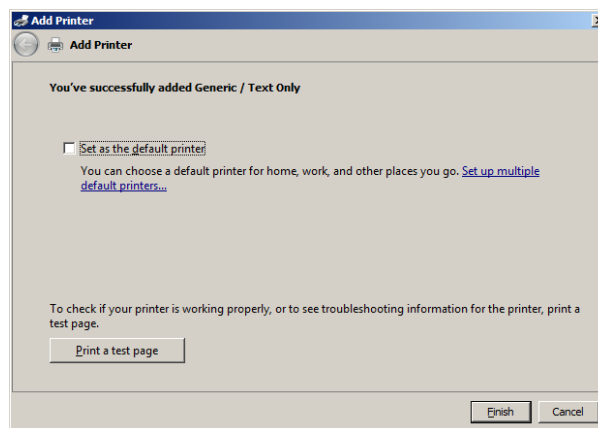 Add Printer
Add Printer
You've successfully added Generic / Text Only
Set as the default printer
You can choose a default printer for home, work, and other places you go. Set up multiple
default printers...
To check if your printer is working properly, or to see troubleshooting information for the printer, print a
test page.
Print a test page
Finish Cancel